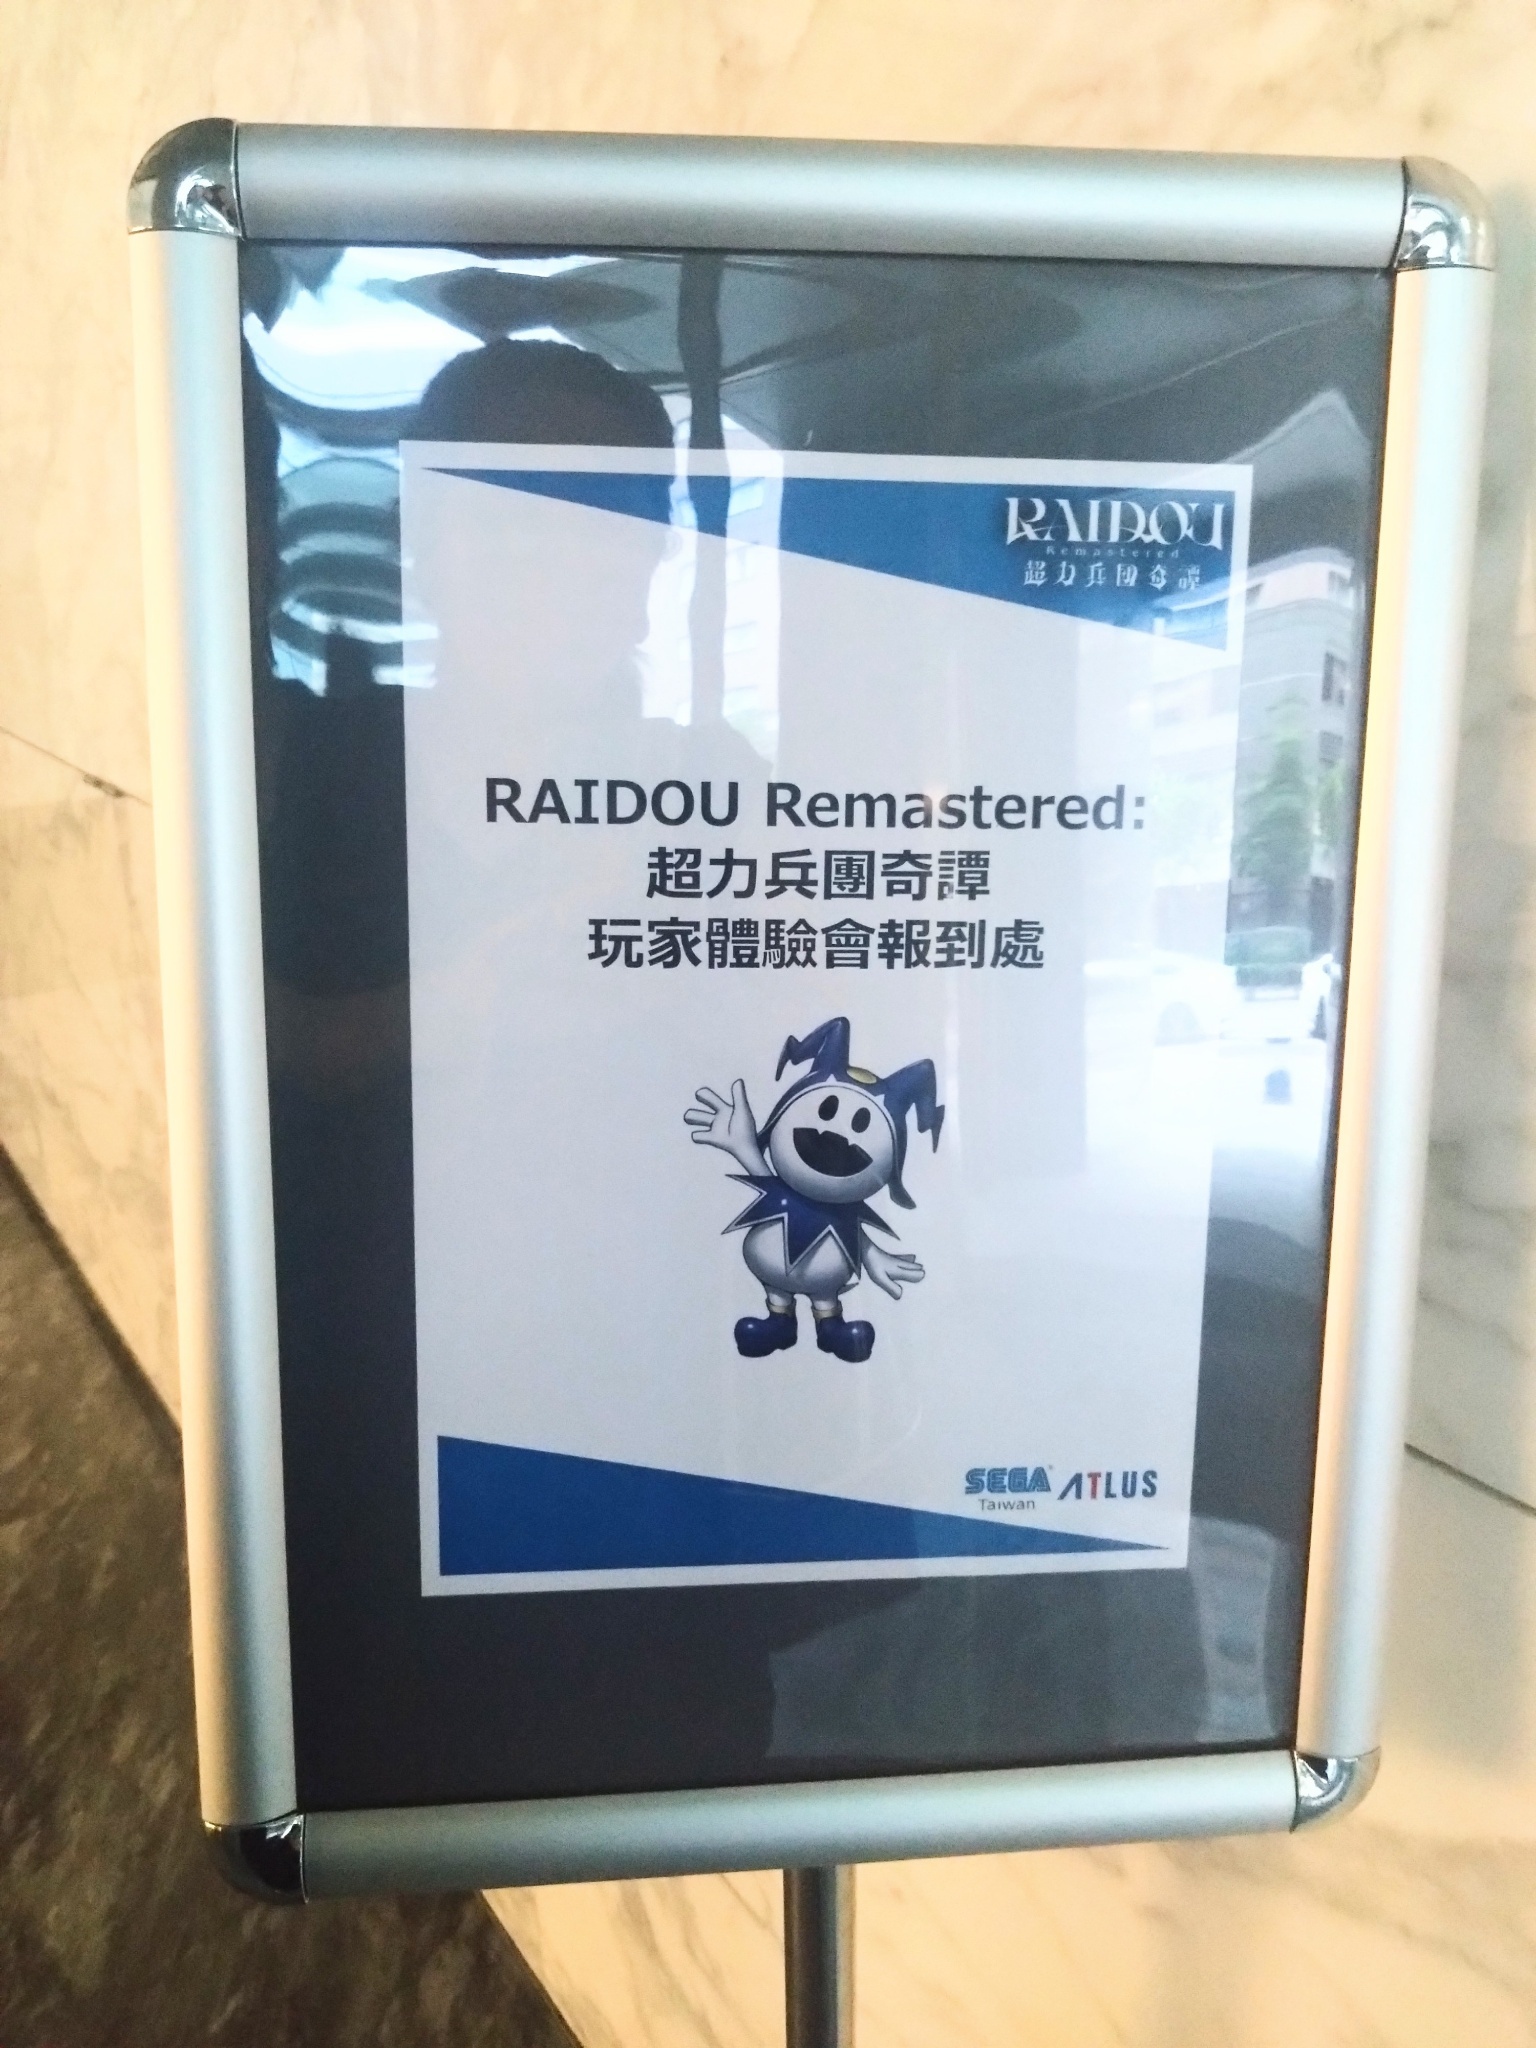 RAIDOU
Remastered
超力兵團奇譚
RAIDOU Remastered:
超力兵團奇譚
玩家體驗會報到處
SEGA
Taiwan
ATLUS